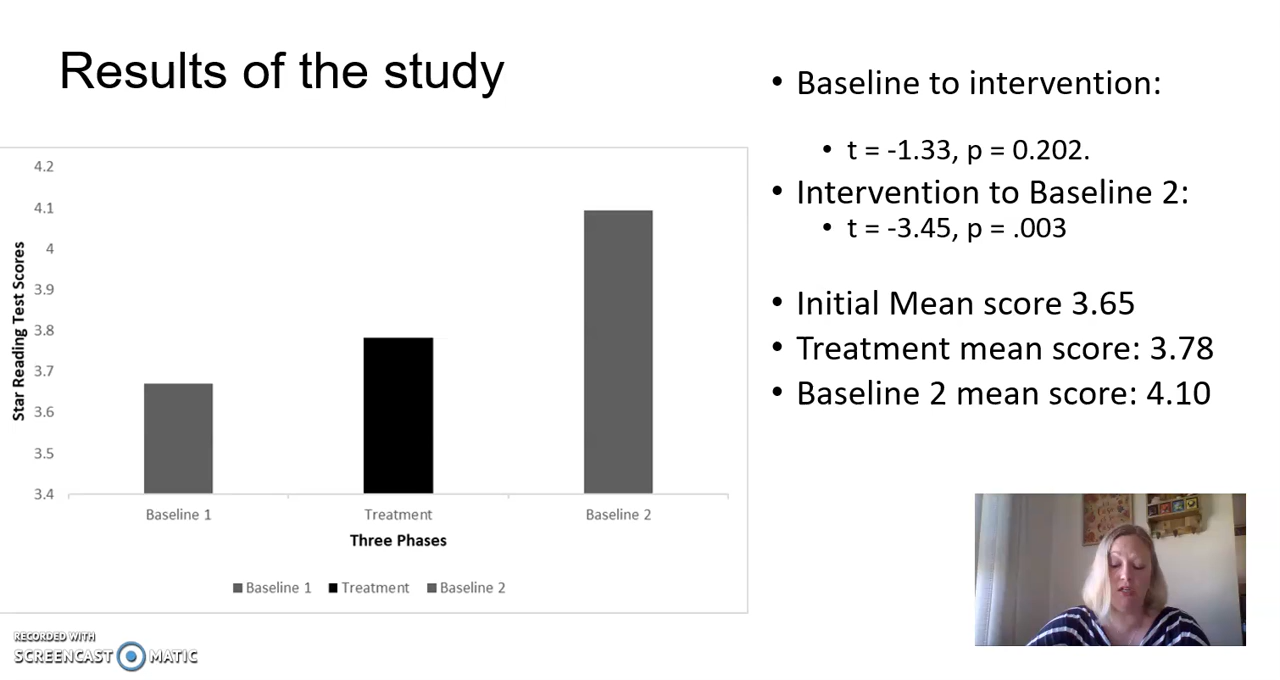 Results of the study
4.2
4.1
4
3.9
3.8
3.7
3.6
3.5
3.4
Star Reading Test Scores
Baseline 1
Treatment
Baseline 2
Three Phases
Baseline 1
Treatment
Baseline 2
• Baseline to intervention:
• t = -1.33, p = 0.202.
• Intervention to Baseline 2:
• t = -3.45, p = .003
• Initial Mean score 3.65
• Treatment mean score: 3.78
• Baseline 2 mean score: 4.10
RECORDED WITH
SCREENCAST MATIC